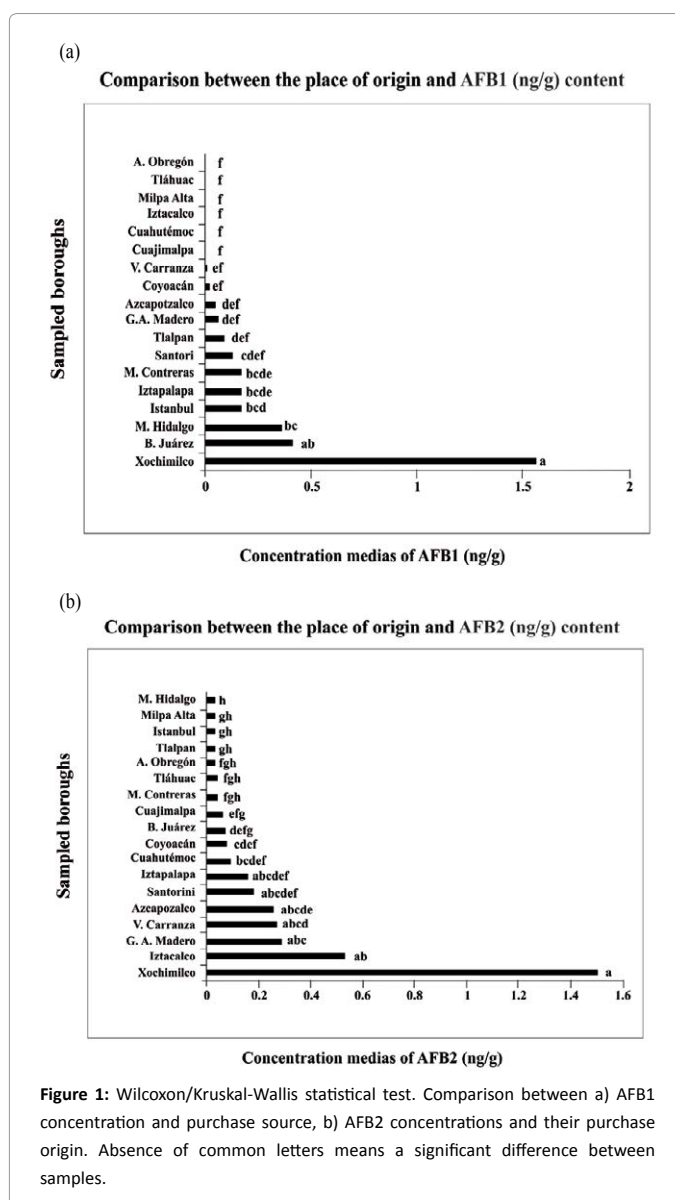 (a)
Comparison between the place of origin and AFB1 (ng/g) content
Sampled boroughs
A. Obregón f
Tláhuac f
Milpa Alta f
Iztacalco f
Cuahutémoc f
Cuajimalpa f
V. Carranza ef
Coyoacán ef
Azcapotzalco def
G.A. Madero def
Tlalpan def
Santori cdef
M. Contreras bcde
Iztapalapa bcde
Istanbul bcd
M. Hidalgo bc
B. Juárez ab
Xochimilco a
0 0.5 1 1.5 2
Concentration medias of AFB1 (ng/g)
(b)
Comparison between the place of origin and AFB2 (ng/g) content
Sampled boroughs
M. Hidalgo h
Milpa Alta gh
Istanbul gh
Tlalpan gh
A. Obregón fgh
Tláhuac fgh
M. Contreras fgh
Cuajimalpa efg
B. Juárez defg
Coyoacán cdef
Cuahutémoc bcdef
Iztapalapa abcdef
Santorini abcdef
Azcapozalco abcde
V. Carranza abcd
G. A. Madero abc
Iztacalco ab
Xochimilco a
0 0.2 0.4 0.6 0.8 1 1.2 1.4 1.6
Concentration medias of AFB2 (ng/g)
Figure 1: Wilcoxon/Kruskal-Wallis statistical test. Comparison between a) AFB1
concentration and purchase source, b) AFB2 concentrations and their purchase
origin. Absence of common letters means a significant difference between
samples.